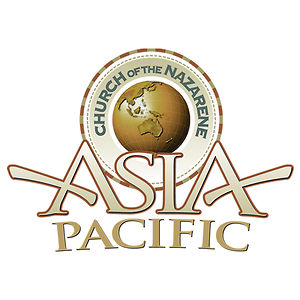 CHURCH OF THE NAZARENE
ASIA
PACIFIC